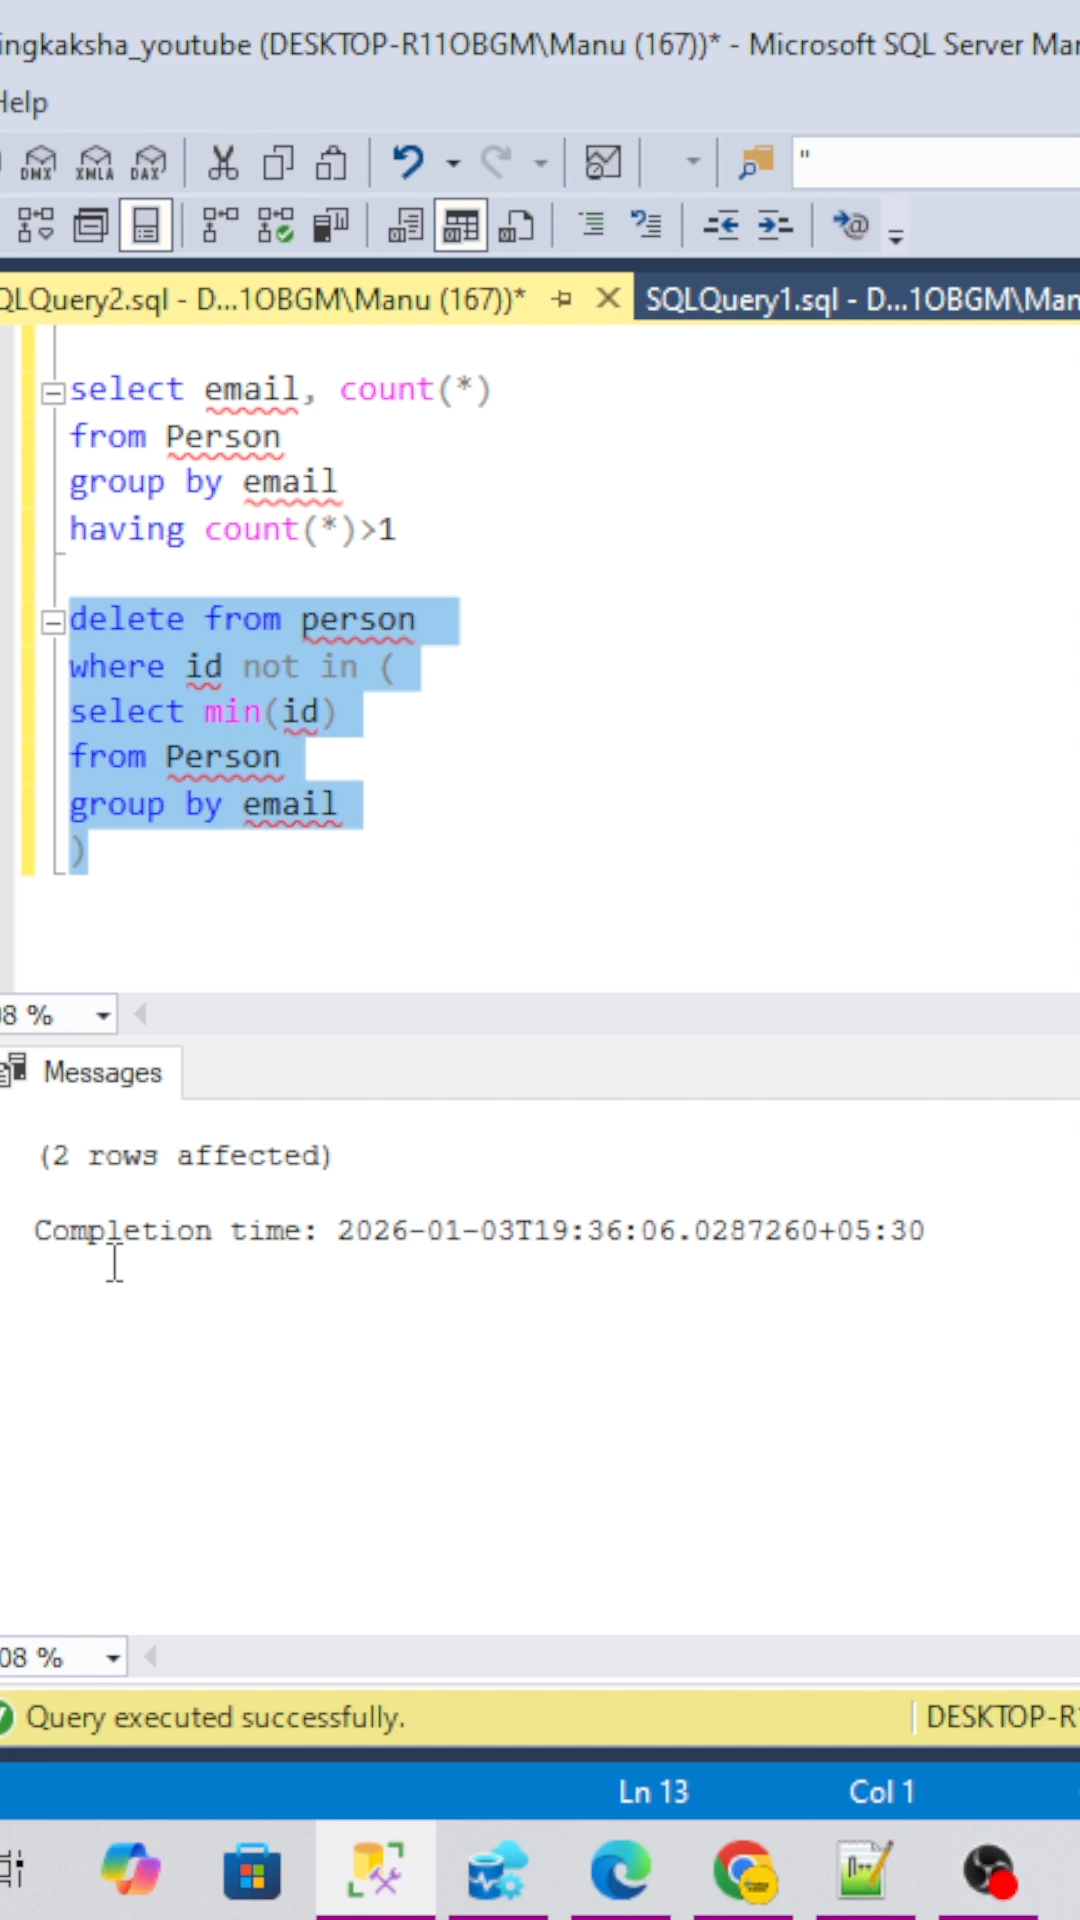 ingkaksha_youtube (DESKTOP-R11OBGM\Manu (167))* - Microsoft SQL Server Mar
Help
DMX XMLA DAX "
QLQuery2.sql - D...1OBGM\Manu (167))* SQLQuery1.sql - D...1OBGM\Man
select email, count(*)
from Person
group by email
having count(*)>1
delete from person
where id not in (
select min(id)
from Person
group by email
)
08 %
Messages
(2 rows affected)
Completion time: 2026-01-03T19:36:06.0287260+05:30
08 %
Query executed successfully. DESKTOP-R1
Ln 13 Col 1